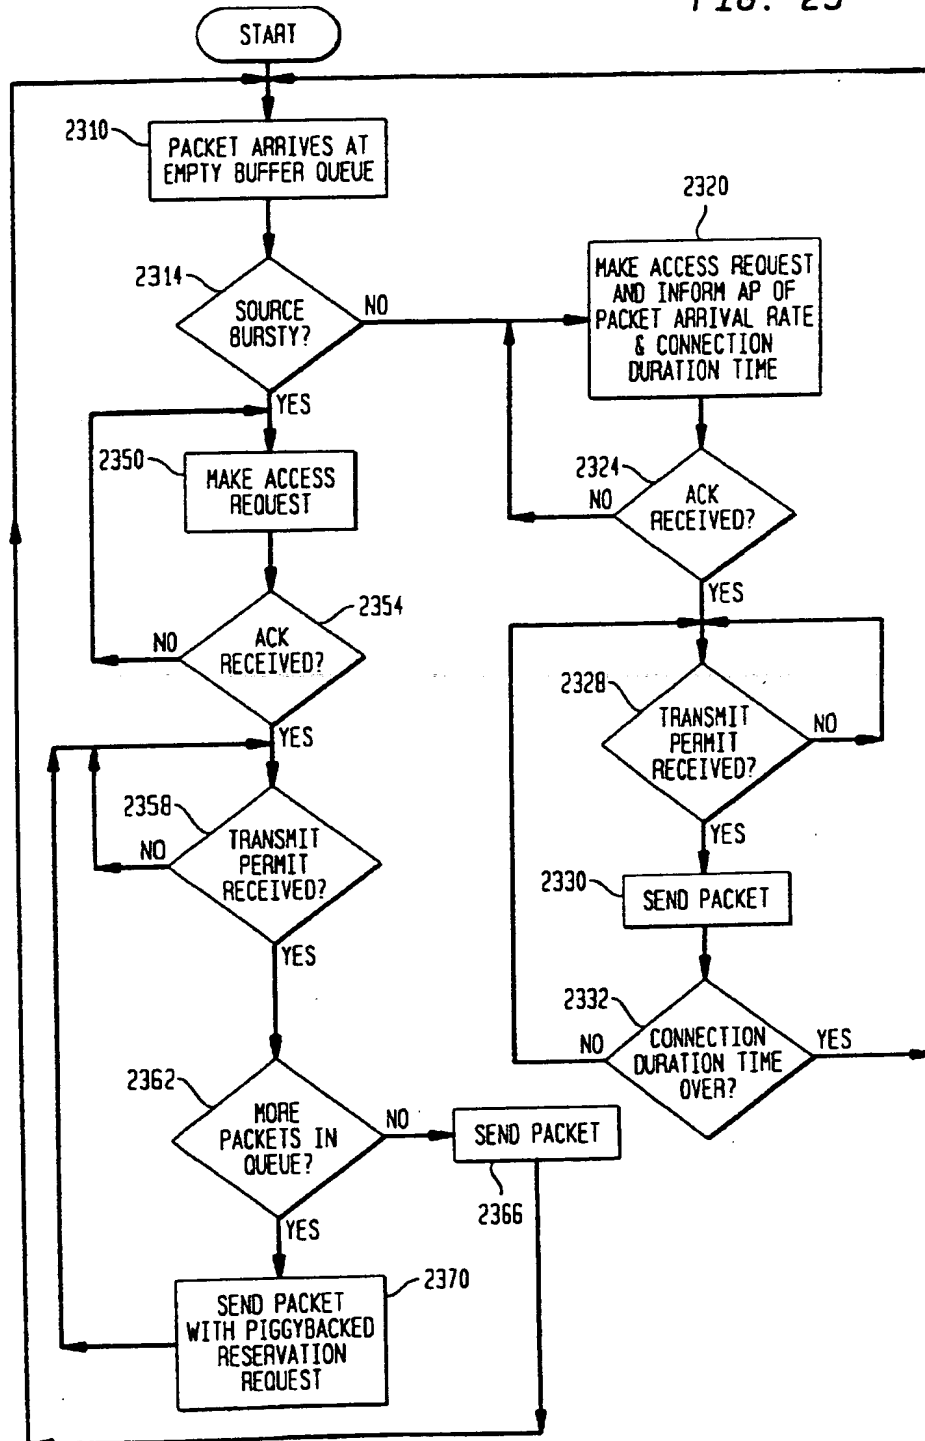 FIG. 23
START
2310
PACKET ARRIVES AT
EMPTY BUFFER QUEUE
2314
SOURCE
BURSTY?
NO
YES
2320
MAKE ACCESS REQUEST
AND INFORM AP OF
PACKET ARRIVAL RATE
& CONNECTION
DURATION TIME
2324
ACK
RECEIVED?
NO
YES
2350
MAKE ACCESS
REQUEST
2354
ACK
RECEIVED?
NO
YES
2328
TRANSMIT
PERMIT
RECEIVED?
NO
YES
2358
TRANSMIT
PERMIT
RECEIVED?
NO
YES
2330
SEND PACKET
2332
CONNECTION
DURATION TIME
OVER?
NO
YES
2362
MORE
PACKETS IN
QUEUE?
NO
YES
SEND PACKET
2366
2370
SEND PACKET
WITH PIGGYBACKED
RESERVATION
REQUEST